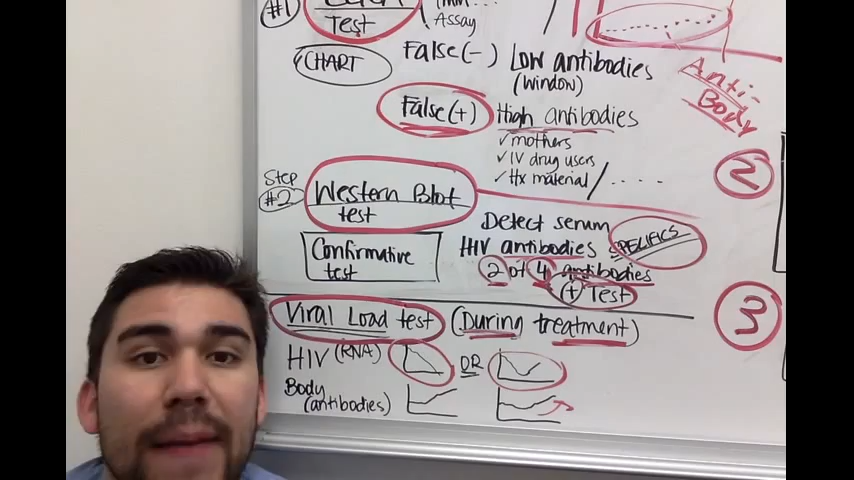 #1
Test
Assay
CHART
False(-) Low antibodies
(Window)
False(+) High antibodies
✓ mothers
✓ IV drug users
✓ Hx material / . . . . .
Anti-
Body
2
Step
#2
Western Blot
test
Confirmative
test
Detect serum
HIV antibodies SPECIFICS
2 of 4 antibodies
(+) Test
Viral Load test (During treatment)
3
HIV (RNA) OR
Body
(antibodies)